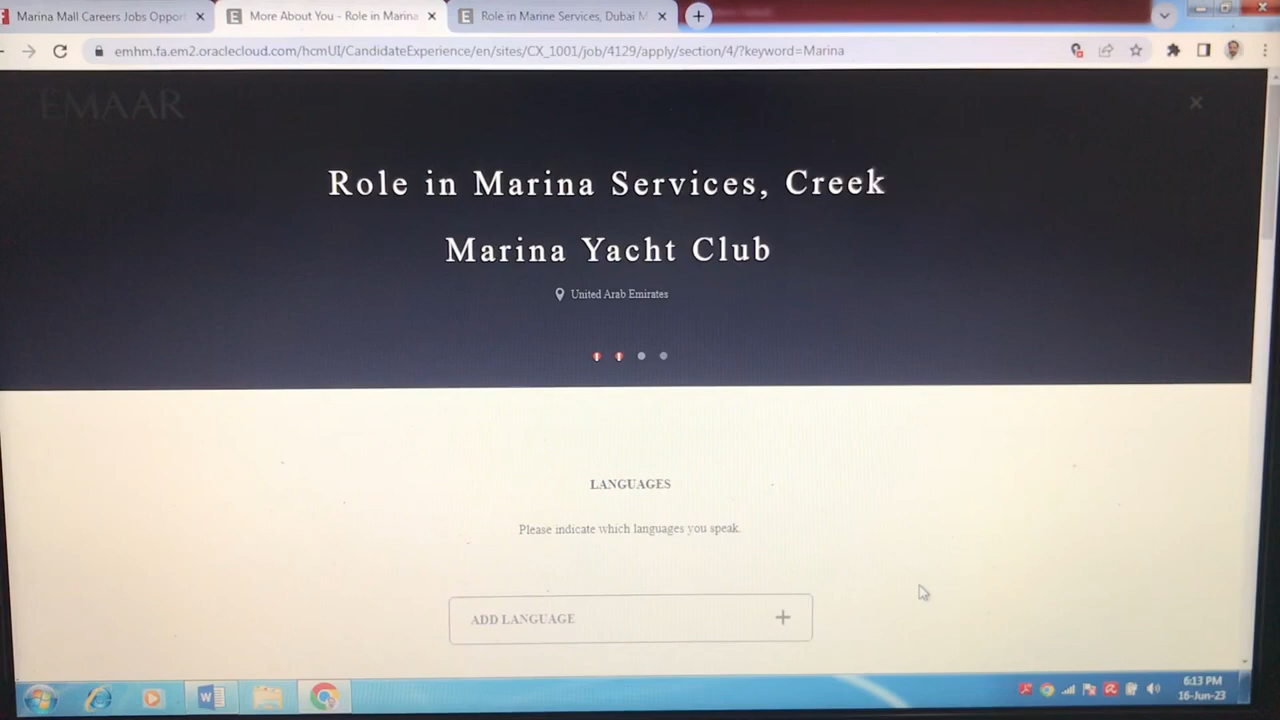 Marina Mall Careers Jobs Opport
More About You - Role in Marina
Role in Marine Services, Dubai M
emhm.fa.em2.oraclecloud.com/hcmUI/CandidateExperience/en/sites/CX_1001/job/4129/apply/section/4/?keyword=Marina
EMAAR
Role in Marina Services, Creek
Marina Yacht Club
United Arab Emirates
LANGUAGES
Please indicate which languages you speak.
ADD LANGUAGE
6:13 PM
16-Jun-23